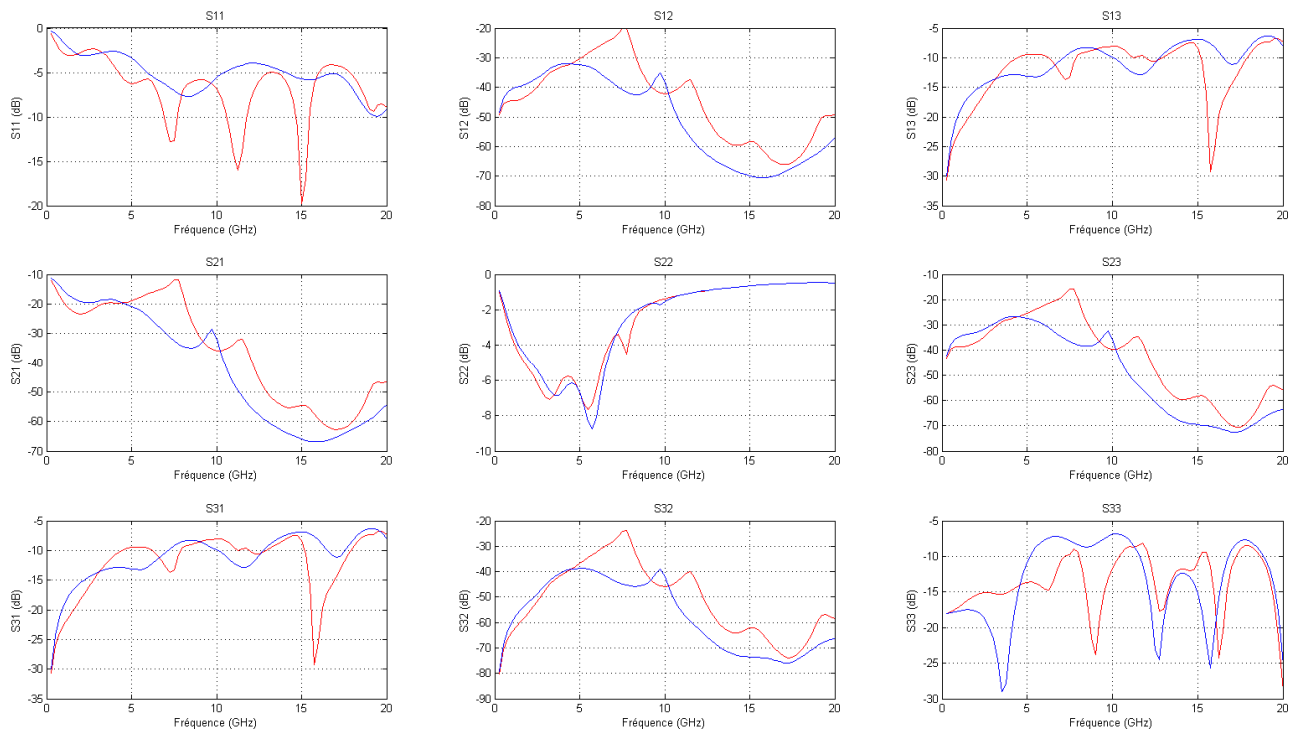 S11
0
-5
-10
-15
-20
0 5 10 15 20
S11 (dB)
Fréquence (GHz)
S12
-20
-40
-60
-80
0 5 10 15 20
S12 (dB)
Fréquence (GHz)
S13
-5
-10
-15
-20
-25
-30
-35
0 5 10 15 20
S13 (dB)
Fréquence (GHz)
S21
-10
-20
-30
-40
-50
-60
-70
0 5 10 15 20
S21 (dB)
Fréquence (GHz)
S22
0
-2
-4
-6
-8
-10
0 5 10 15 20
S22 (dB)
Fréquence (GHz)
S23
-10
-20
-30
-40
-50
-60
-70
-80
0 5 10 15 20
S23 (dB)
Fréquence (GHz)
S31
-5
-10
-15
-20
-25
-30
-35
0 5 10 15 20
S31 (dB)
Fréquence (GHz)
S32
-20
-30
-40
-50
-60
-70
-80
-90
0 5 10 15 20
S32 (dB)
Fréquence (GHz)
S33
-5
-10
-15
-20
-25
-30
0 5 10 15 20
S33 (dB)
Fréquence (GHz)